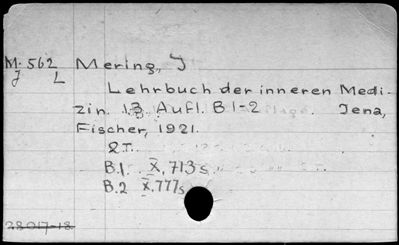 M. 562 Mering, J
J L
Lehrbuch der inneren Medi-
zin. 13. Aufl. B 1-2 Jena,
Fischer, 1921.
2 T.
B.1. X, 713 s
B.2 X, 777s
28017-18